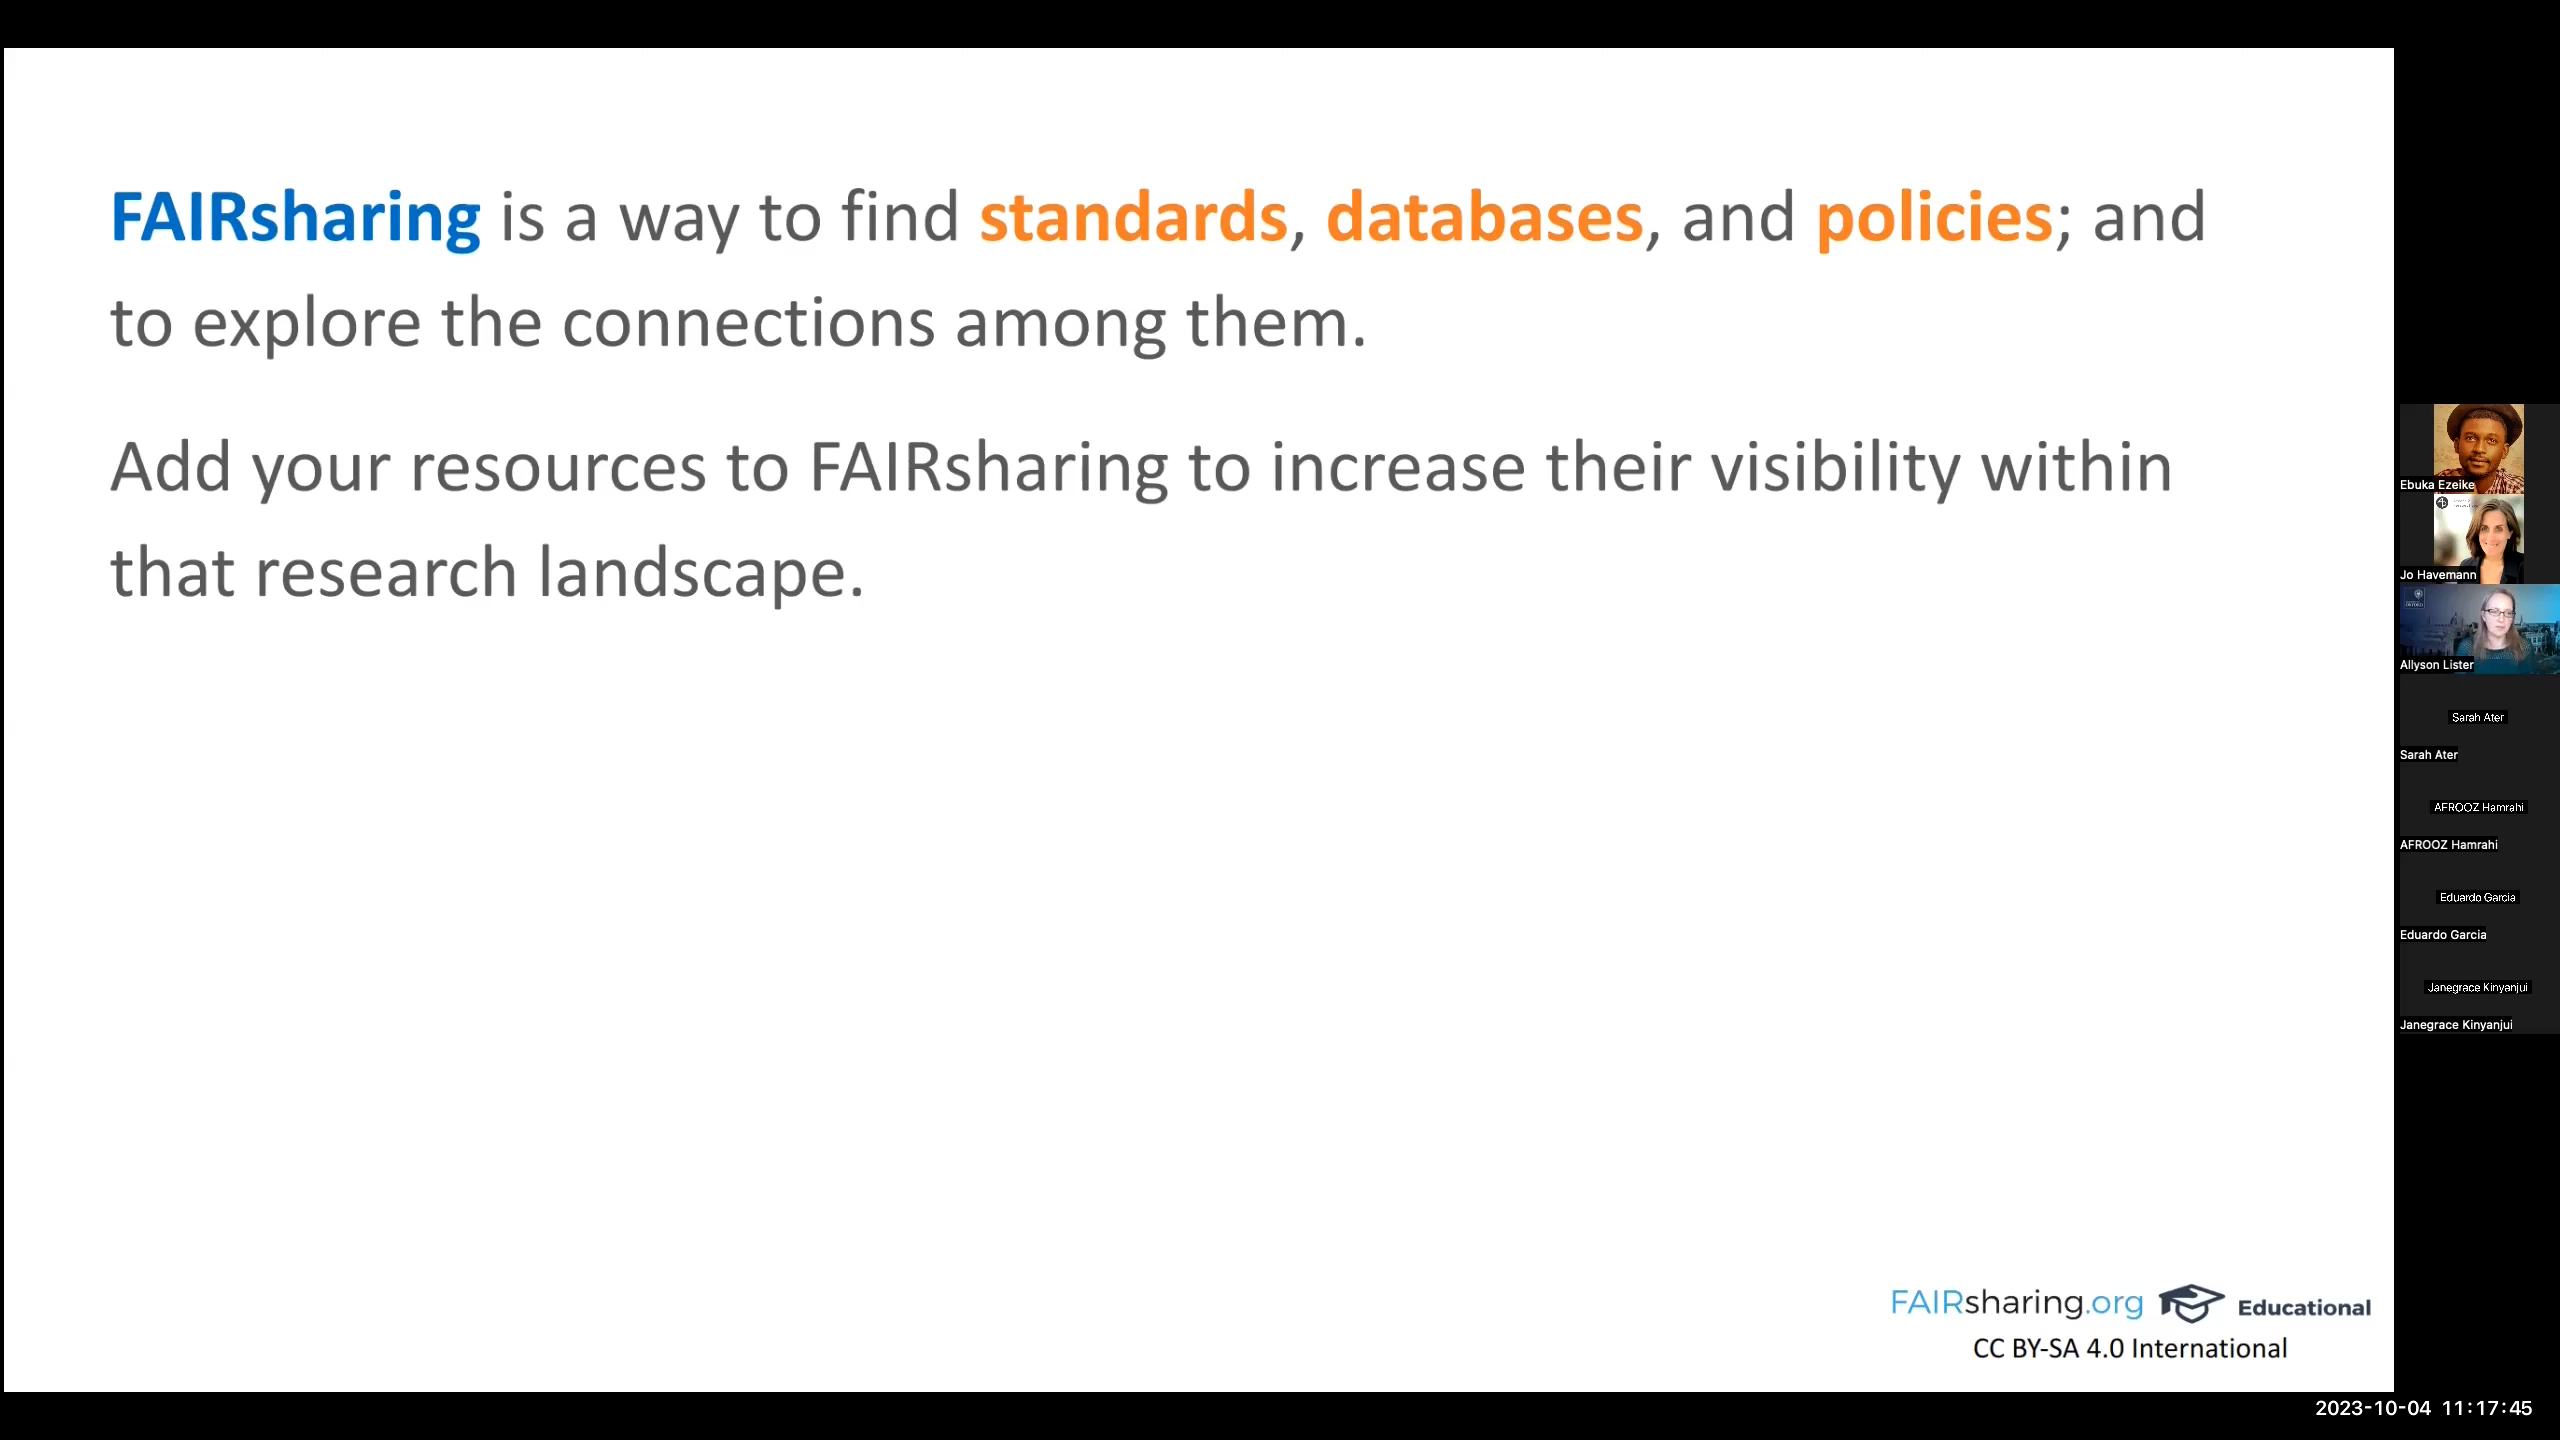 FAIRsharing is a way to find standards, databases, and policies; and
to explore the connections among them.
Add your resources to FAIRsharing to increase their visibility within
that research landscape.
Ebuka Ezeike
Jo Havemann
OXFORD
Allyson Lister
Sarah Ater
Sarah Ater
AFROOZ Hamrahi
AFROOZ Hamrahi
Eduardo Garcia
Eduardo Garcia
Janegrace Kinyanjui
Janegrace Kinyanjui
FAIRsharing.org Educational
CC BY-SA 4.0 International
2023-10-04 11:17:45